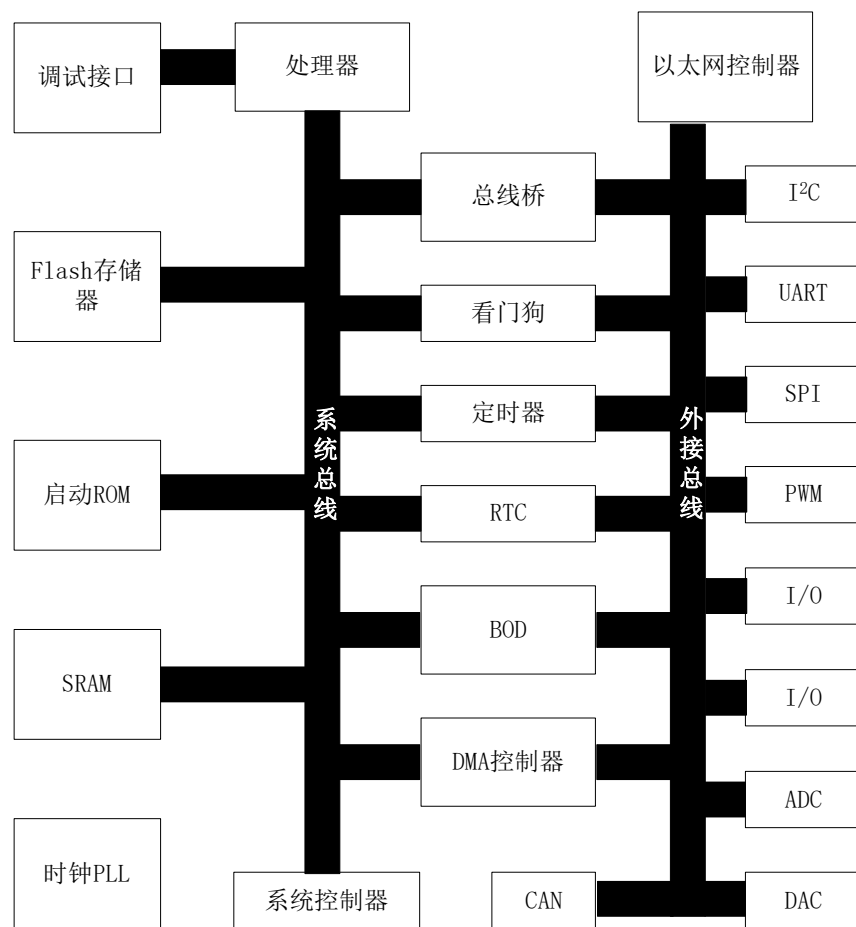 调试接口
处理器
以太网控制器
总线桥
I²C
Flash存储
器
看门狗
UART
定时器
SPI
系统总线
外接总线
启动ROM
RTC
PWM
I/O
BOD
SRAM
I/O
DMA控制器
ADC
时钟PLL
系统控制器
CAN
DAC